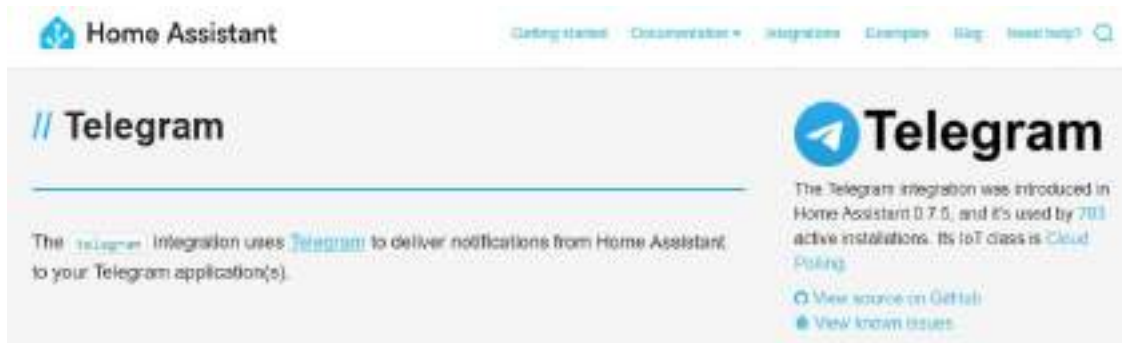 Home Assistant
Getting started Documentation Integrations Examples Blog Need help?
// Telegram
The telegram integration uses Telegram to deliver notifications from Home Assistant
to your Telegram application(s).
Telegram
The Telegram integration was introduced in
Home Assistant 0.7.5, and it's used by
active installations. Its IoT class is Cloud
Polling
View source on GitHub
View known issues